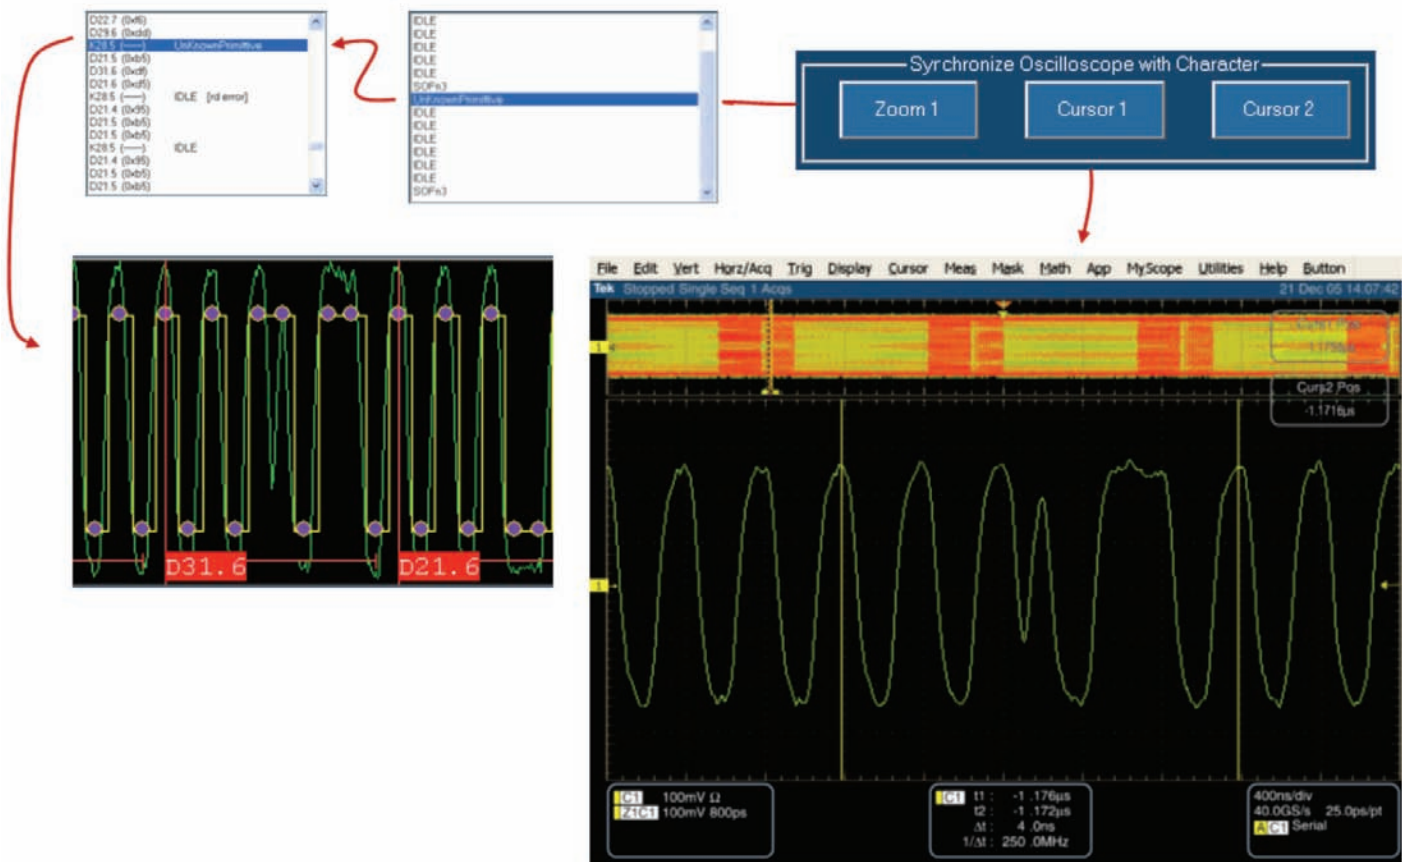 D22.7 (0xf6)
D29.6 (0xdd)
K28.5 (-----) UnKnownPrimitive
D21.5 (0xb5)
D31.6 (0xdf)
D21.6 (0xd5)
K28.5 (-----) IDLE [rd error]
D21.4 (0x95)
D21.5 (0xb5)
D21.5 (0xb5)
K28.5 (-----) IDLE
D21.4 (0x95)
D21.5 (0xb5)
D21.5 (0xb5)
IDLE
IDLE
IDLE
IDLE
IDLE
SOFn3
UnKnownPrimitive
IDLE
IDLE
IDLE
IDLE
IDLE
IDLE
SOFn3
Synchronize Oscilloscope with Character
Zoom 1
Cursor 1
Cursor 2
D31.6
D21.6
File Edit Vert Horz/Acq Trig Display Cursor Meas Mask Math App MyScope Utilities Help Button
Tek Stopped Single Seq 1 Acqs 21 Dec 05 14:07:42
1
Curs1 Pos
Curs2 Pos
-1.1716µs
1
C1 100mV Ω
Z1C1 100mV 800ps
C1 t1 : -1.176µs
t2 : -1.172µs
Δt : 4.0ns
1/Δt : 250.0MHz
400ns/div
40.0GS/s 25.0ps/pt
A C1 Serial